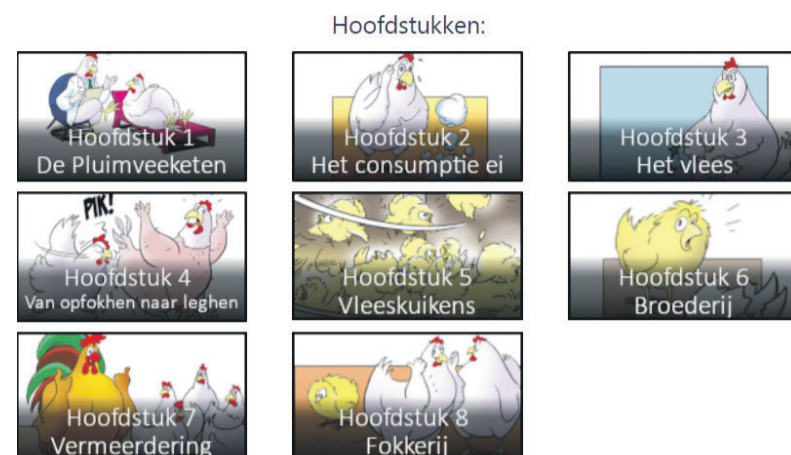 Hoofdstukken:
Hoofdstuk 1
De Pluimveeketen
Hoofdstuk 2
Het consumptie ei
Hoofdstuk 3
Het vlees
PIK!
Hoofdstuk 4
Van opfokhen naar leghen
Hoofdstuk 5
Vleeskuikens
Hoofdstuk 6
Broederij
Hoofdstuk 7
Vermeerdering
Hoofdstuk 8
Fokkerij